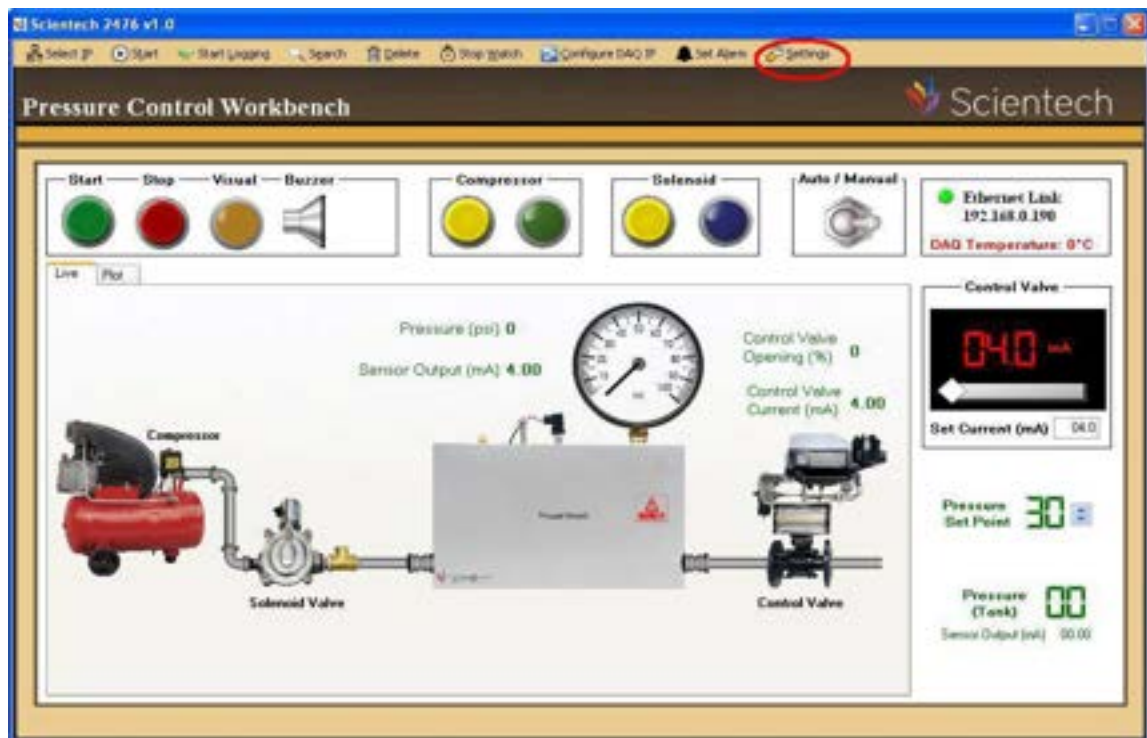 Scientech 2476 v1.0
Select IP Start Start Logging Search Delete Stop Watch Configure DAQ IP Set Alarm Settings
Pressure Control Workbench
Scientech
Start Stop Visual Buzzer Compressor Solenoid Auto / Manual
Ethernet Link:
192.168.0.190
DAQ Temperature: 0°C
Live Plot
Pressure (psi) 0
Sensor Output (mA) 4.00
Control Valve
Opening (%) 0
Control Valve
Current (mA) 4.00
Compressor
Solenoid Valve
Control Valve
Control Valve
04.0 mA
Set Current (mA) 04.0
Pressure
Set Point 30
Pressure
(Tank) 00
Sensor Output (mA) 00.00